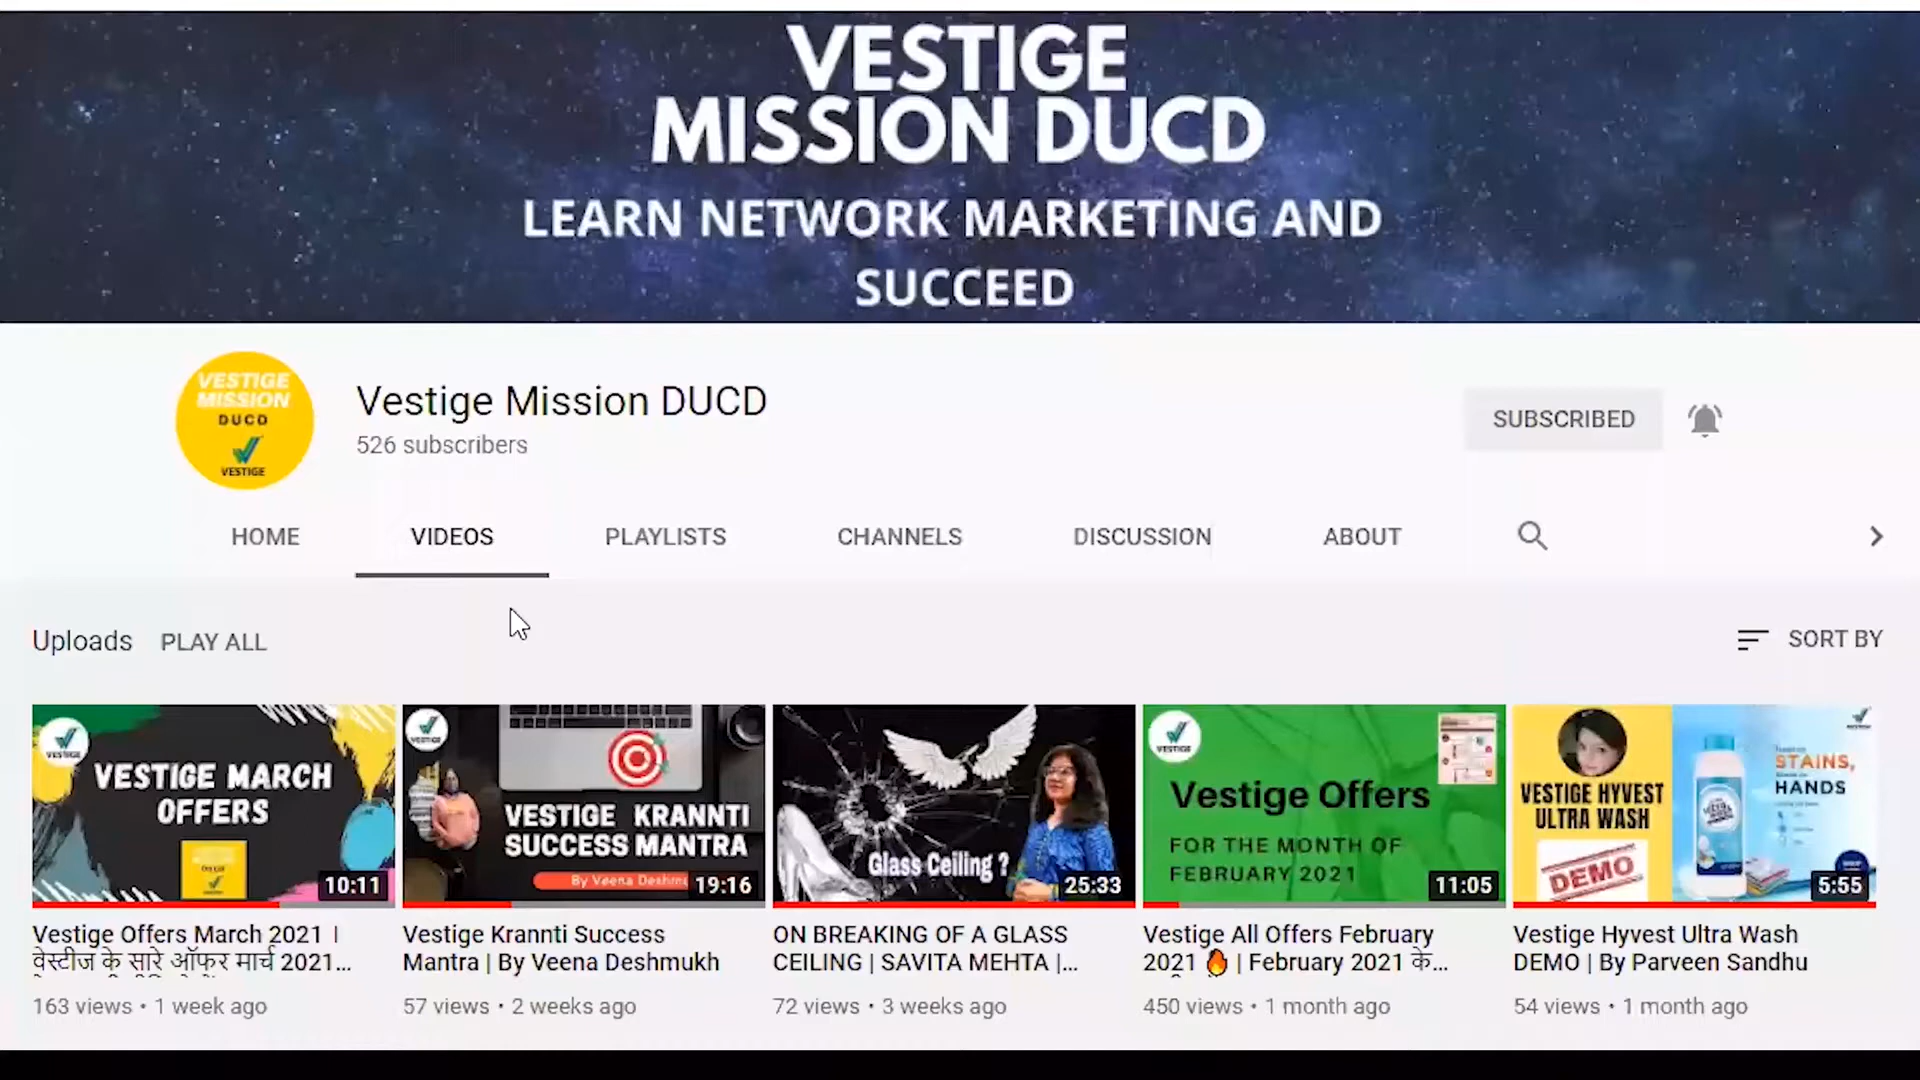 VESTIGE
MISSION DUCD
LEARN NETWORK MARKETING AND
SUCCEED
VESTIGE
MISSION
DUCD
VESTIGE
Vestige Mission DUCD
526 subscribers
SUBSCRIBED
HOME
VIDEOS
PLAYLISTS
CHANNELS
DISCUSSION
ABOUT
Uploads
PLAY ALL
SORT BY
VESTIGE
VESTIGE MARCH
OFFERS
10:11
VESTIGE
VESTIGE KRANNTI
SUCCESS MANTRA
By Veena
19:16
Glass Ceiling ?
25:33
VESTIGE
Vestige Offers
FOR THE MONTH OF
FEBRUARY 2021
11:05
VESTIGE HYVEST
ULTRA WASH
DEMO
STAINS,
HANDS
5:55
Vestige Offers March 2021 |
वेस्टीज के सारे ऑफर मार्च 2021...
163 views • 1 week ago
Vestige Krannti Success
Mantra | By Veena Deshmukh
57 views • 2 weeks ago
ON BREAKING OF A GLASS
CEILING | SAVITA MEHTA |...
72 views • 3 weeks ago
Vestige All Offers February
2021 🔥 | February 2021 के...
450 views • 1 month ago
Vestige Hyvest Ultra Wash
DEMO | By Parveen Sandhu
54 views • 1 month ago